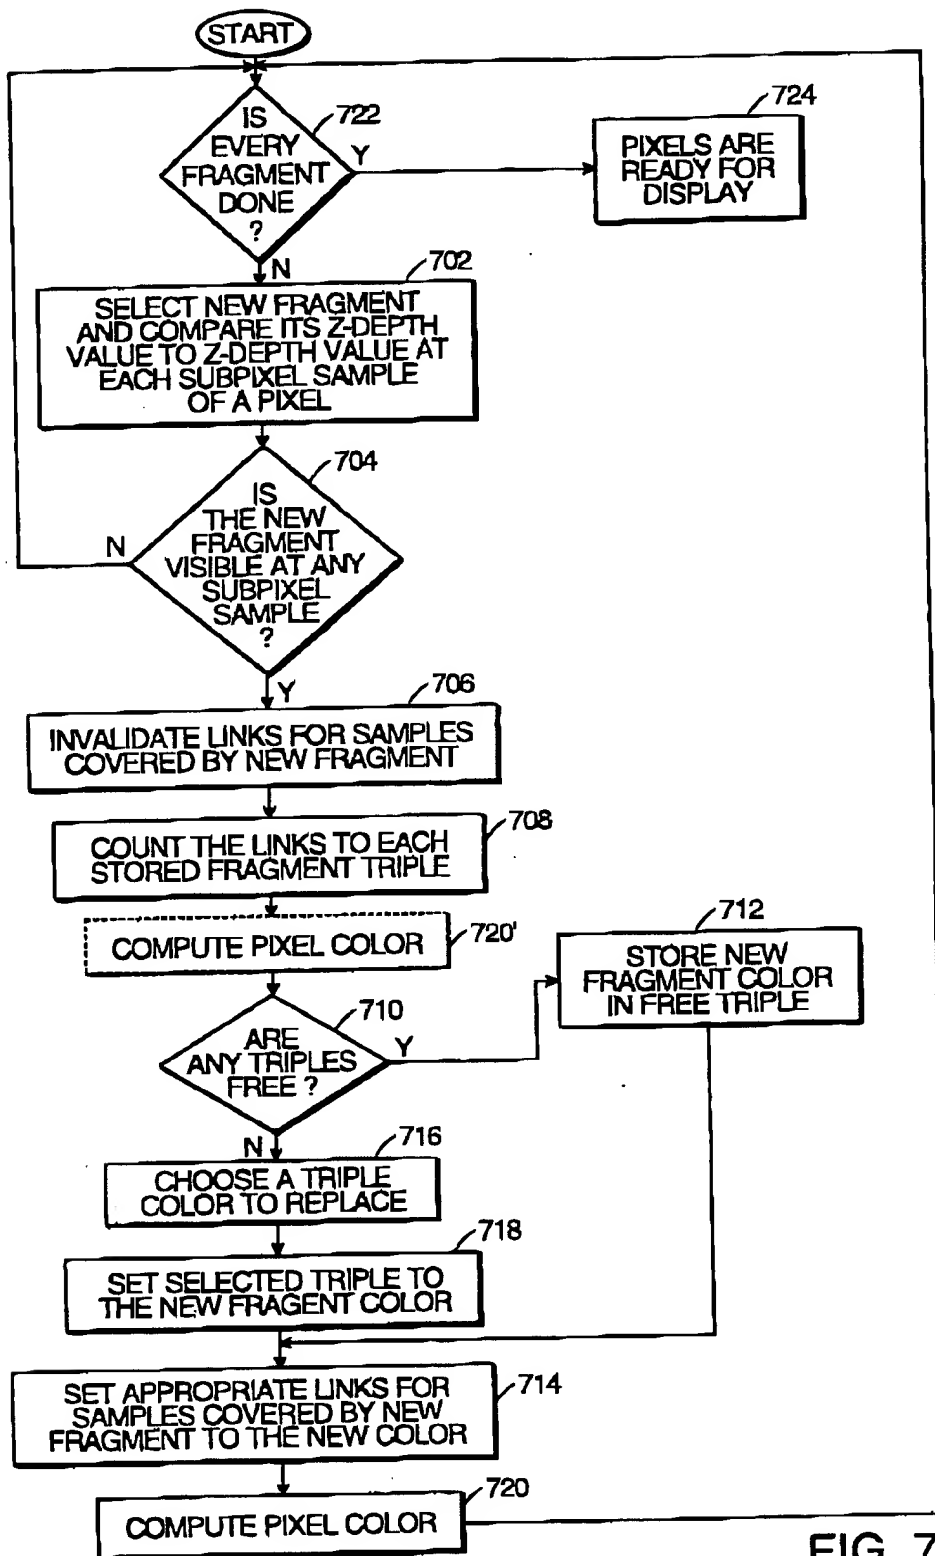 START
IS
EVERY
FRAGMENT
DONE
?
722
Y
724
PIXELS ARE
READY FOR
DISPLAY
N
702
SELECT NEW FRAGMENT
AND COMPARE ITS Z-DEPTH
VALUE TO Z-DEPTH VALUE AT
EACH SUBPIXEL SAMPLE
OF A PIXEL
704
IS
THE NEW
FRAGMENT
VISIBLE AT ANY
SUBPIXEL
SAMPLE
?
N
Y
706
INVALIDATE LINKS FOR SAMPLES
COVERED BY NEW FRAGMENT
708
COUNT THE LINKS TO EACH
STORED FRAGMENT TRIPLE
COMPUTE PIXEL COLOR
720'
712
STORE NEW
FRAGMENT COLOR
IN FREE TRIPLE
710
ARE
ANY TRIPLES
FREE ?
Y
N
716
CHOOSE A TRIPLE
COLOR TO REPLACE
718
SET SELECTED TRIPLE TO
THE NEW FRAGENT COLOR
714
SET APPROPRIATE LINKS FOR
SAMPLES COVERED BY NEW
FRAGMENT TO THE NEW COLOR
720
COMPUTE PIXEL COLOR
FIG. 7